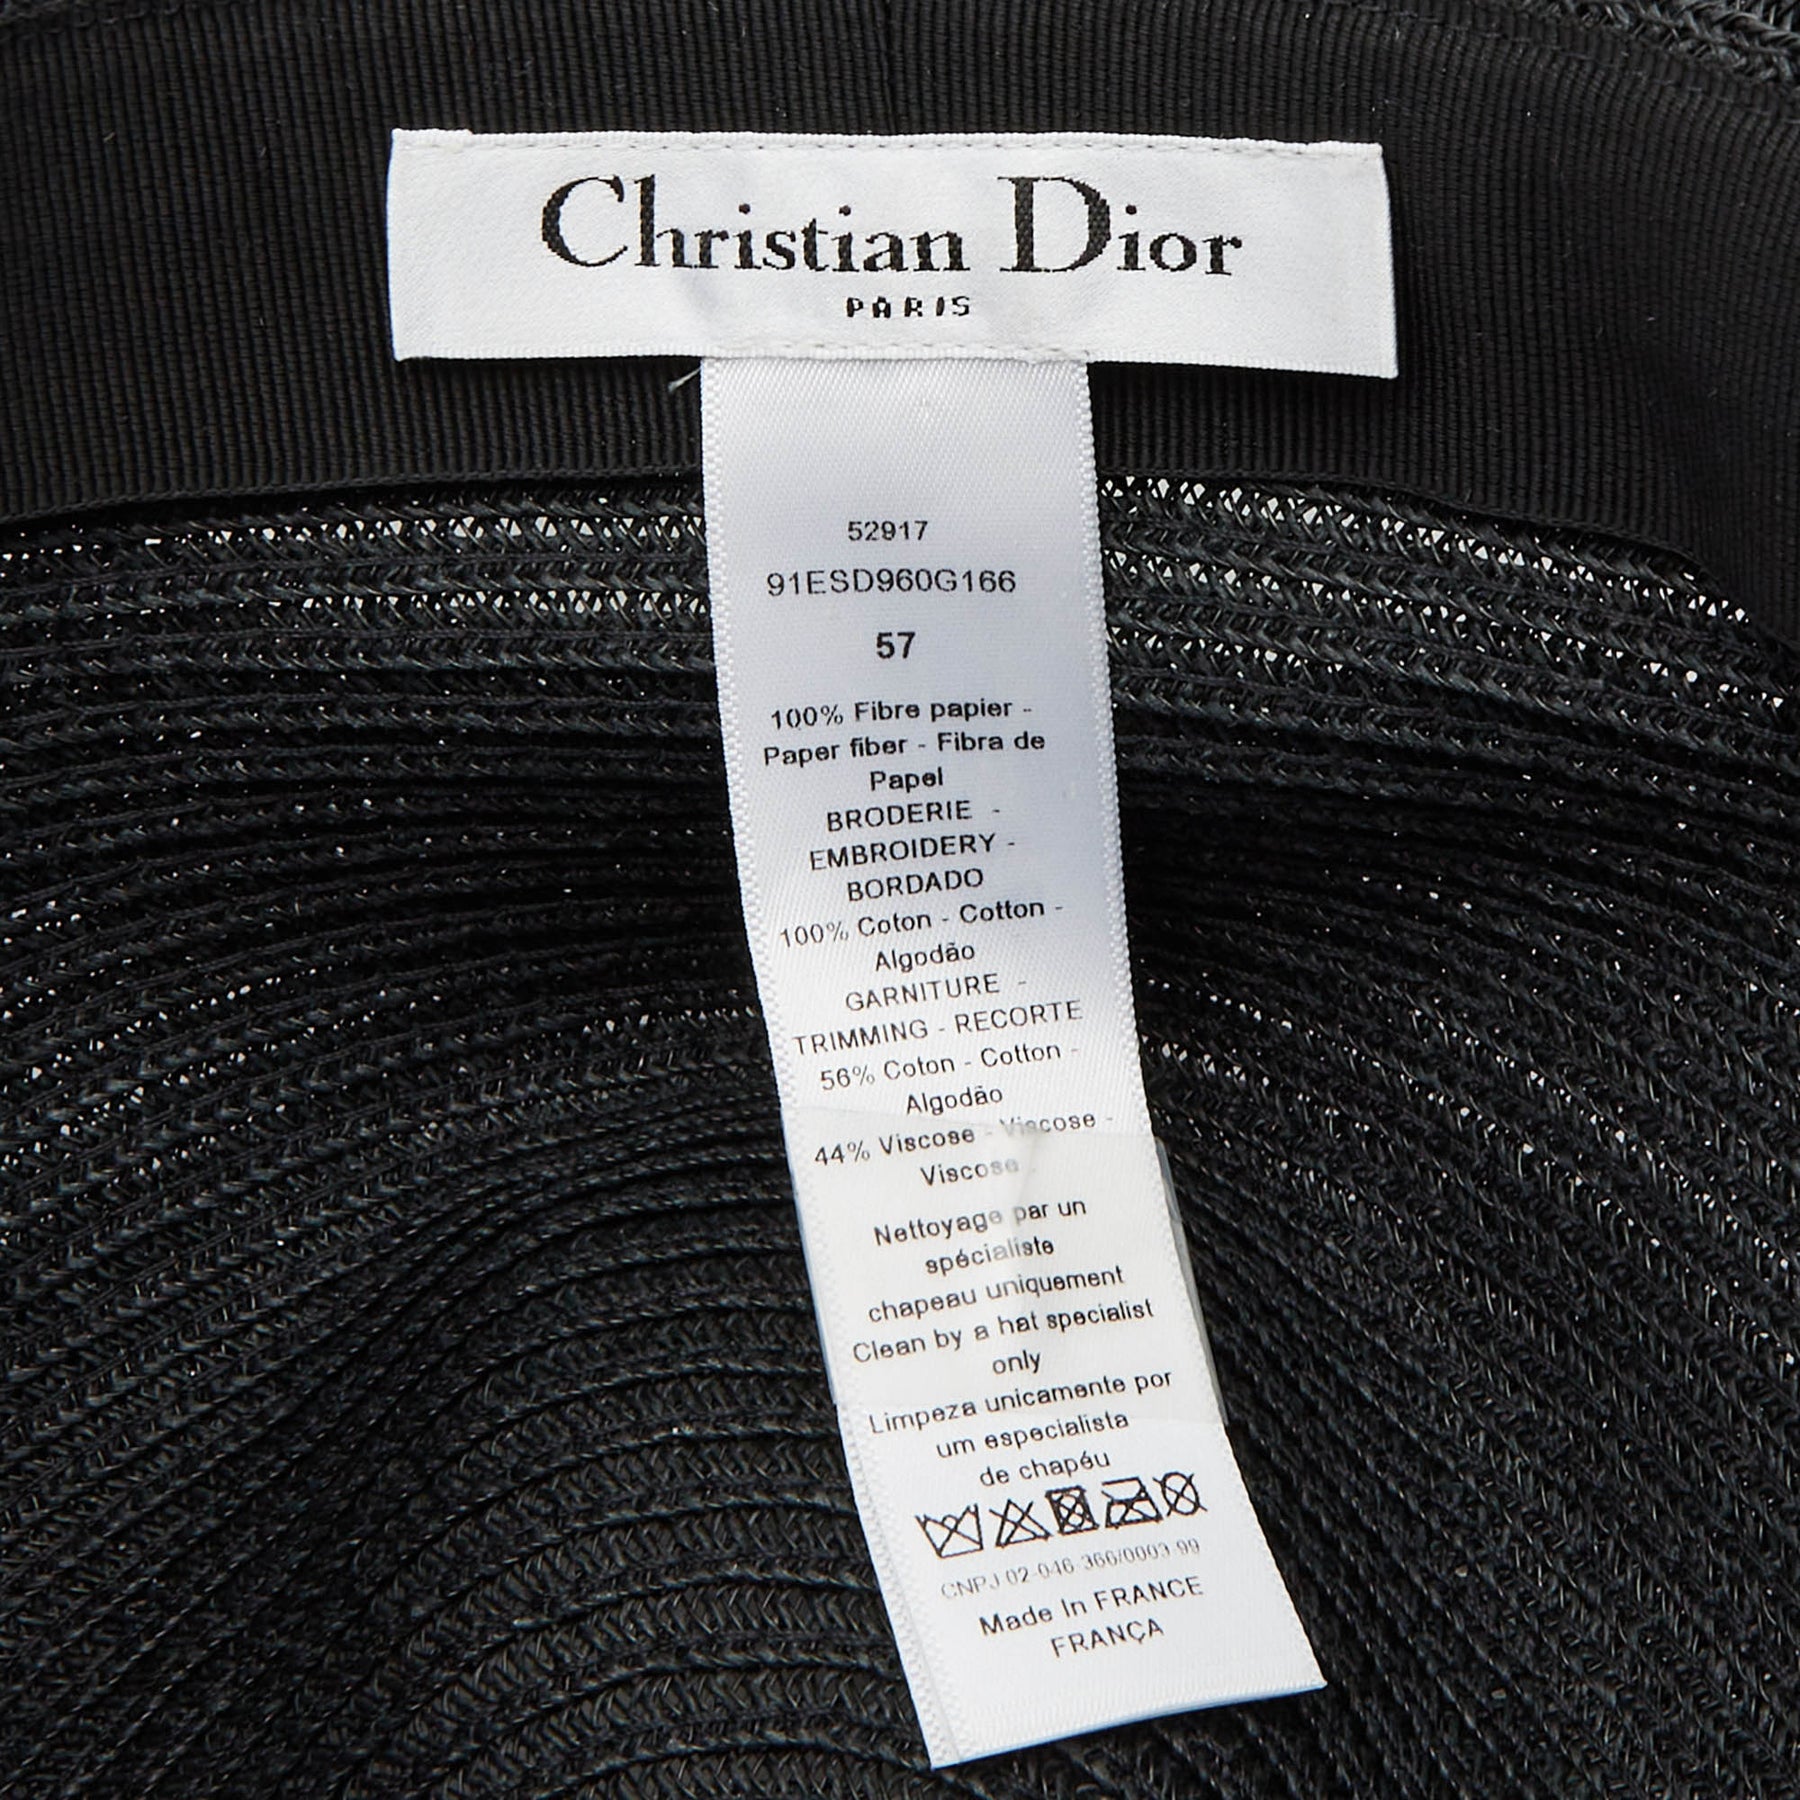 Christian Dior
PARIS
52917
91ESD960G166
57
100% Fibre papier -
Paper fiber - Fibra de
Papel
BRODERIE -
EMBROIDERY -
BORDADO
100% Coton - Cotton -
Algodão
GARNITURE -
TRIMMING - RECORTE
56% Coton - Cotton -
Algodão
44% Viscose - Viscose -
Viscose
Nettoyage par un
spécialiste
chapeau uniquement
Clean by a hat specialist
only
Limpeza unicamente por
um especialista
de chapéu
CNPJ 02-046-366/0003-99
Made In FRANCE
FRANÇA